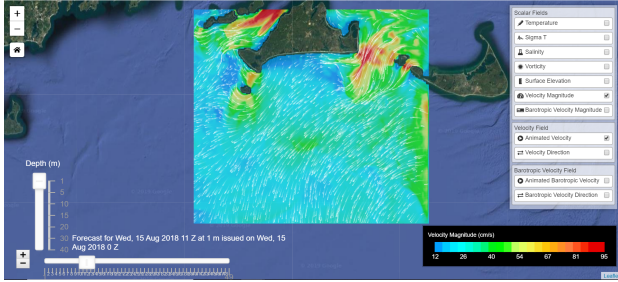 +
−
Scalar Fields
Temperature
Sigma T
Salinity
Vorticity
Surface Elevation
Velocity Magnitude
Barotropic Velocity Magnitude
Velocity Field
Animated Velocity
Velocity Direction
Barotropic Velocity Field
Animated Barotropic Velocity
Barotropic Velocity Direction
Depth (m)
1
5
10
15
20
30
40
Forecast for Wed, 15 Aug 2018 11 Z at 1 m issued on Wed, 15
Aug 2018 0 Z
+
−
Velocity Magnitude (cm/s)
12 26 40 54 67 81 95
Leafle